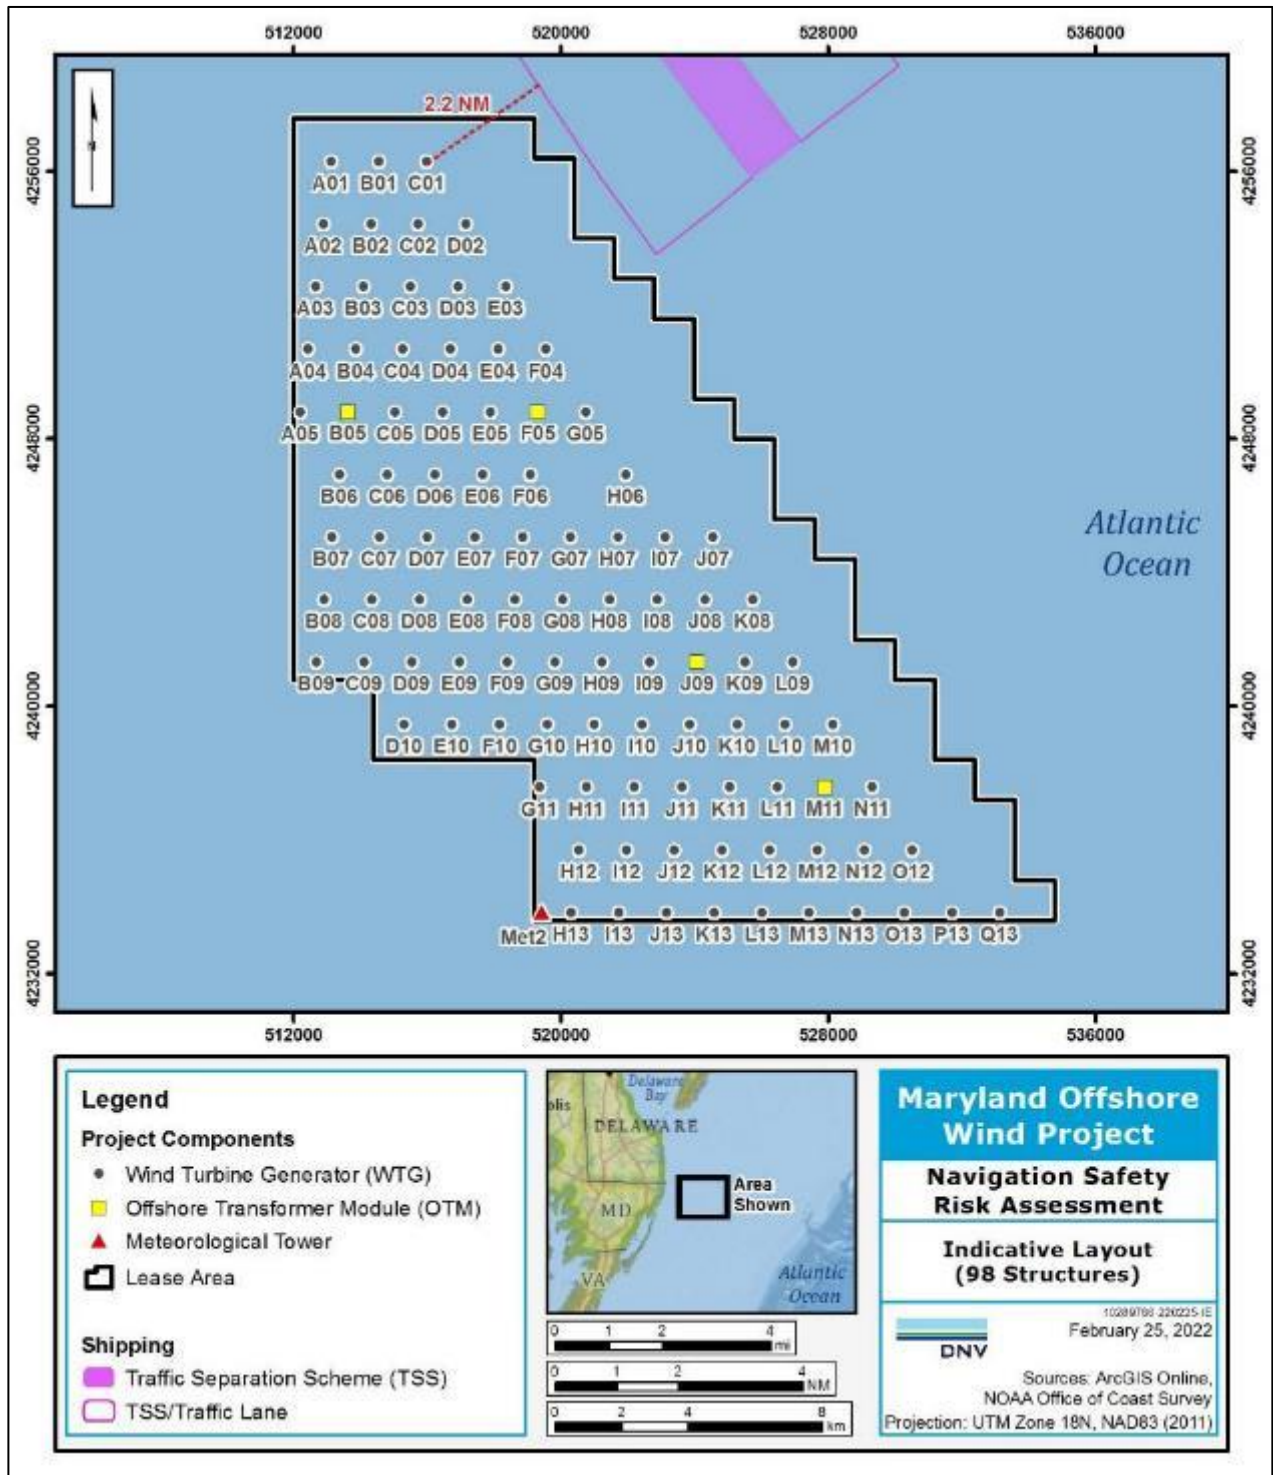 512000 520000 528000 536000
2.2 NM
4256000 4256000
A01 B01 C01
A02 B02 C02 D02
A03 B03 C03 D03 E03
A04 B04 C04 D04 E04 F04
4248000 4248000
A05 B05 C05 D05 E05 F05 G05
B06 C06 D06 E06 F06 H06
Atlantic
Ocean
B07 C07 D07 E07 F07 G07 H07 I07 J07
B08 C08 D08 E08 F08 G08 H08 I08 J08 K08
B09 C09 D09 E09 F09 G09 H09 I09 J09 K09 L09
4240000 4240000
D10 E10 F10 G10 H10 I10 J10 K10 L10 M10
G11 H11 I11 J11 K11 L11 M11 N11
H12 I12 J12 K12 L12 M12 N12 O12
Met2 H13 I13 J13 K13 L13 M13 N13 O13 P13 Q13
4232000 4232000
512000 520000 528000 536000
Legend
Project Components
Wind Turbine Generator (WTG)
Offshore Transformer Module (OTM)
Meteorological Tower
Lease Area
Shipping
Traffic Separation Scheme (TSS)
TSS/Traffic Lane
Delaware
Bay
olis
DELAWARE
Area
Shown
MD
VA
Atlantic
Ocean
0 1 2 4
mi
0 1 2 4
NM
0 2 4 8
km
Maryland Offshore
Wind Project
Navigation Safety
Risk Assessment
Indicative Layout
(98 Structures)
10289766-220225-IE
February 25, 2022
DNV
Sources: ArcGIS Online,
NOAA Office of Coast Survey
Projection: UTM Zone 18N, NAD83 (2011)